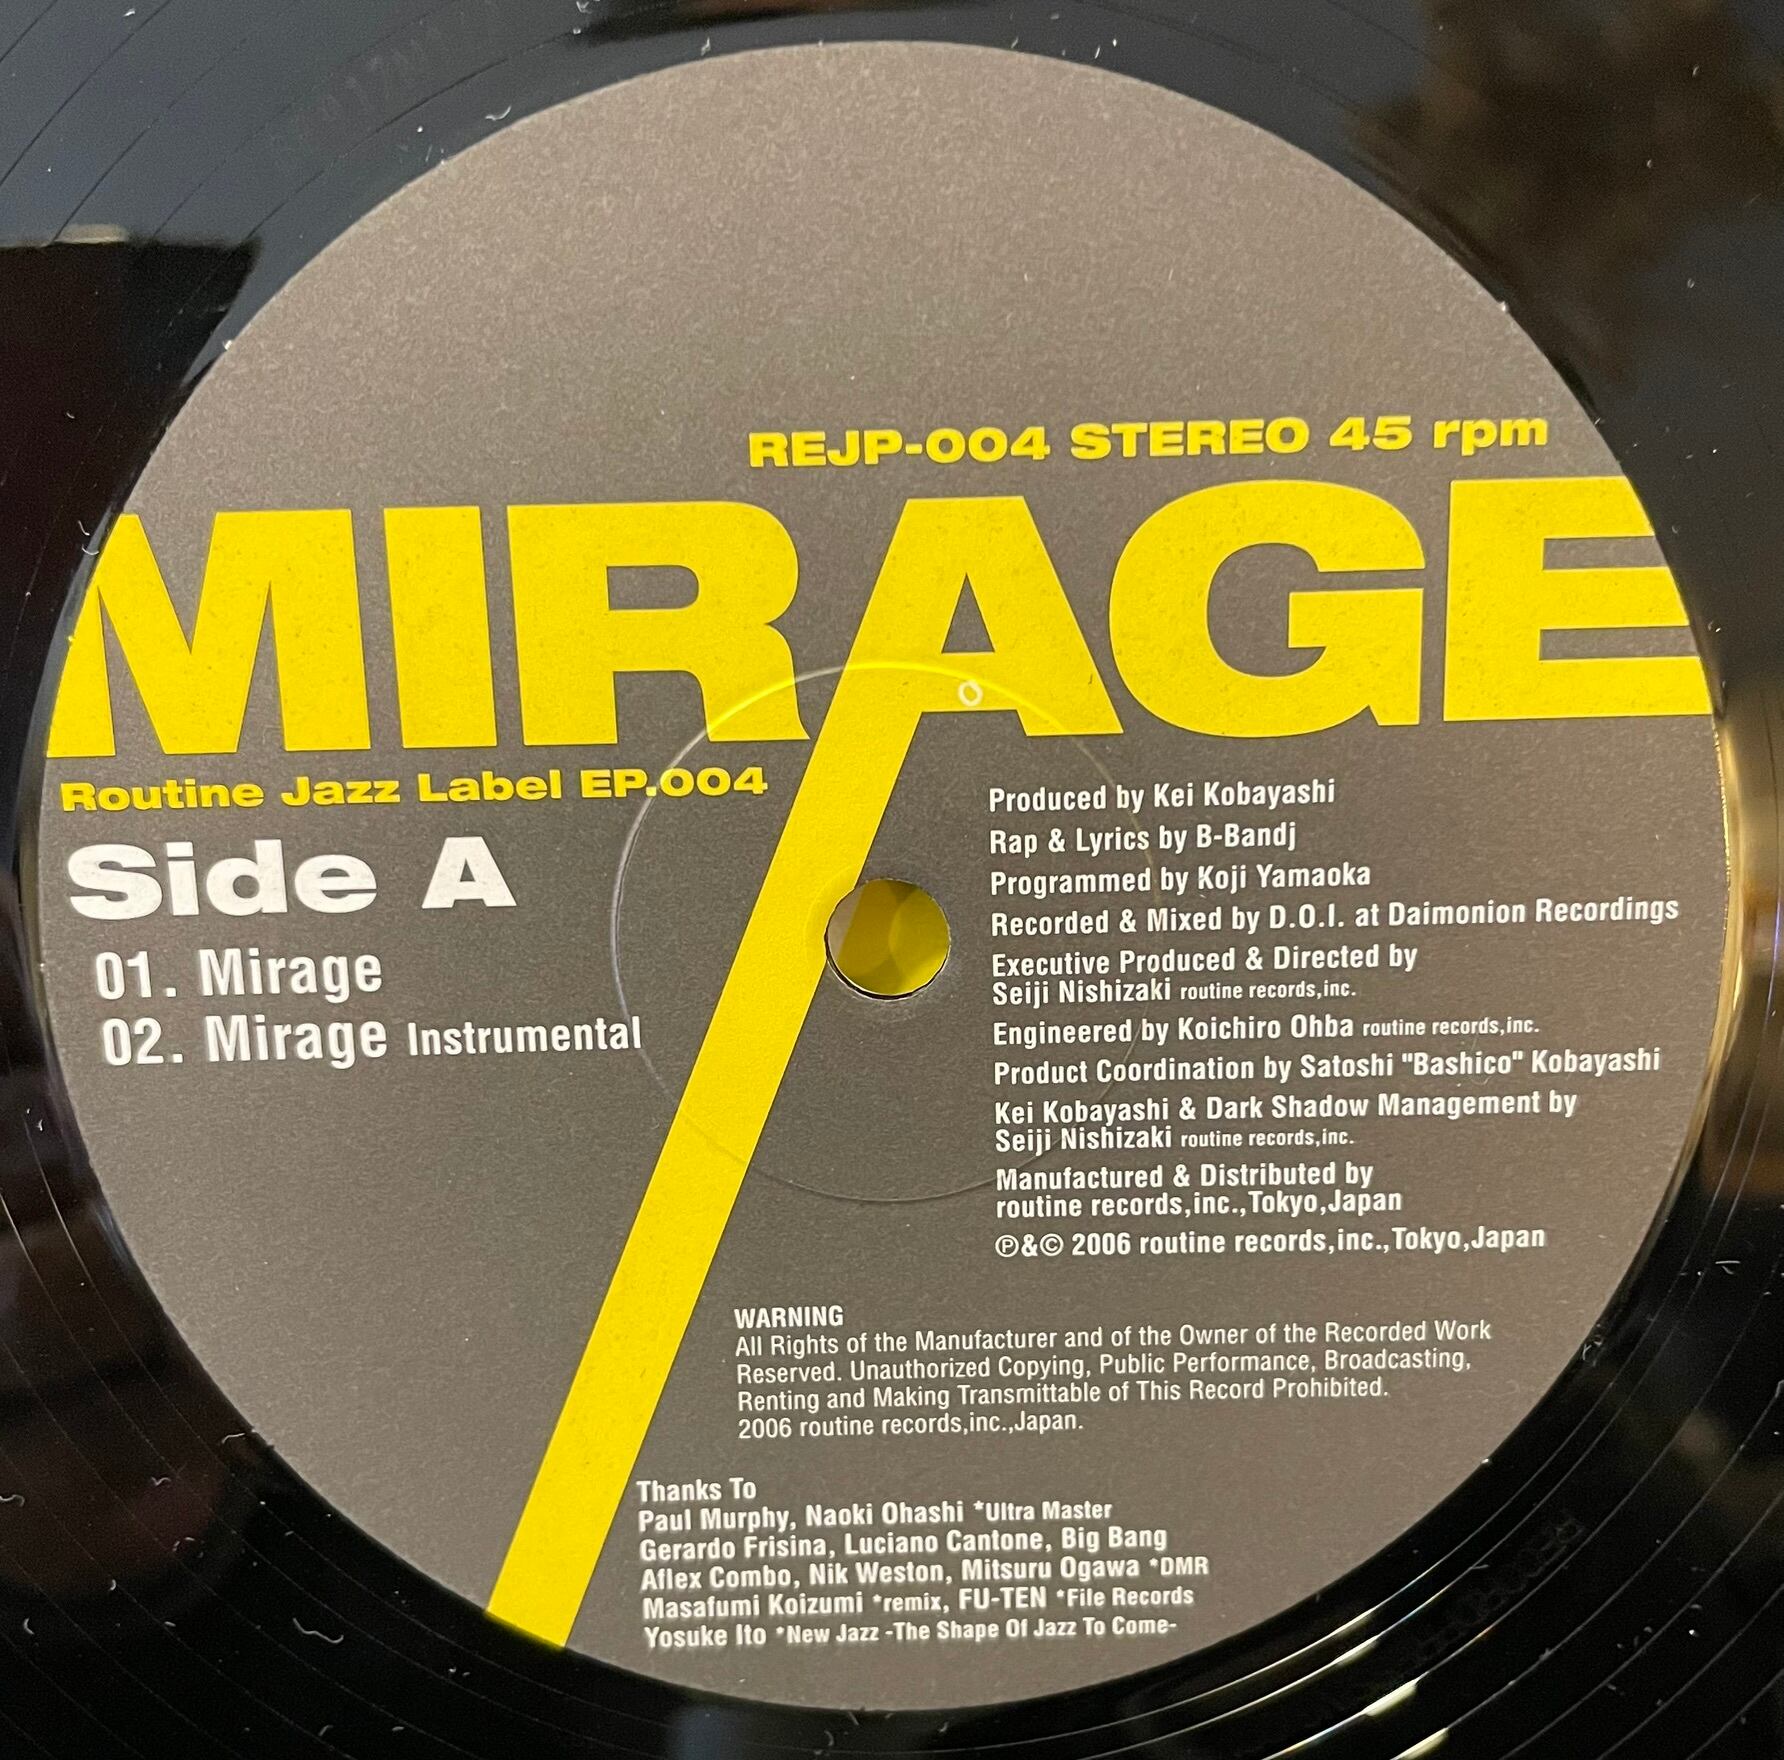 REJP-004 STEREO 45 rpm
MIRAGE
Routine Jazz Label EP.004
Side A
01. Mirage
02. Mirage Instrumental
Produced by Kei Kobayashi
Rap & Lyrics by B-Bandj
Programmed by Koji Yamaoka
Recorded & Mixed by D.O.I. at Daimonion Recordings
Executive Produced & Directed by
Seiji Nishizaki routine records,inc.
Engineered by Koichiro Ohba routine records,inc.
Product Coordination by Satoshi "Bashico" Kobayashi
Kei Kobayashi & Dark Shadow Management by
Seiji Nishizaki routine records,inc.
Manufactured & Distributed by
routine records,inc.,Tokyo,Japan
℗&© 2006 routine records,inc.,Tokyo,Japan
WARNING
All Rights of the Manufacturer and of the Owner of the Recorded Work
Reserved. Unauthorized Copying, Public Performance, Broadcasting,
Renting and Making Transmittable of This Record Prohibited.
2006 routine records,inc.,Japan.
Thanks To
Paul Murphy, Naoki Ohashi *Ultra Master
Gerardo Frisina, Luciano Cantone, Big Bang
Aflex Combo, Nik Weston, Mitsuru Ogawa *DMR
Masafumi Koizumi *remix, FU-TEN *File Records
Yosuke Ito *New Jazz -The Shape Of Jazz To Come-